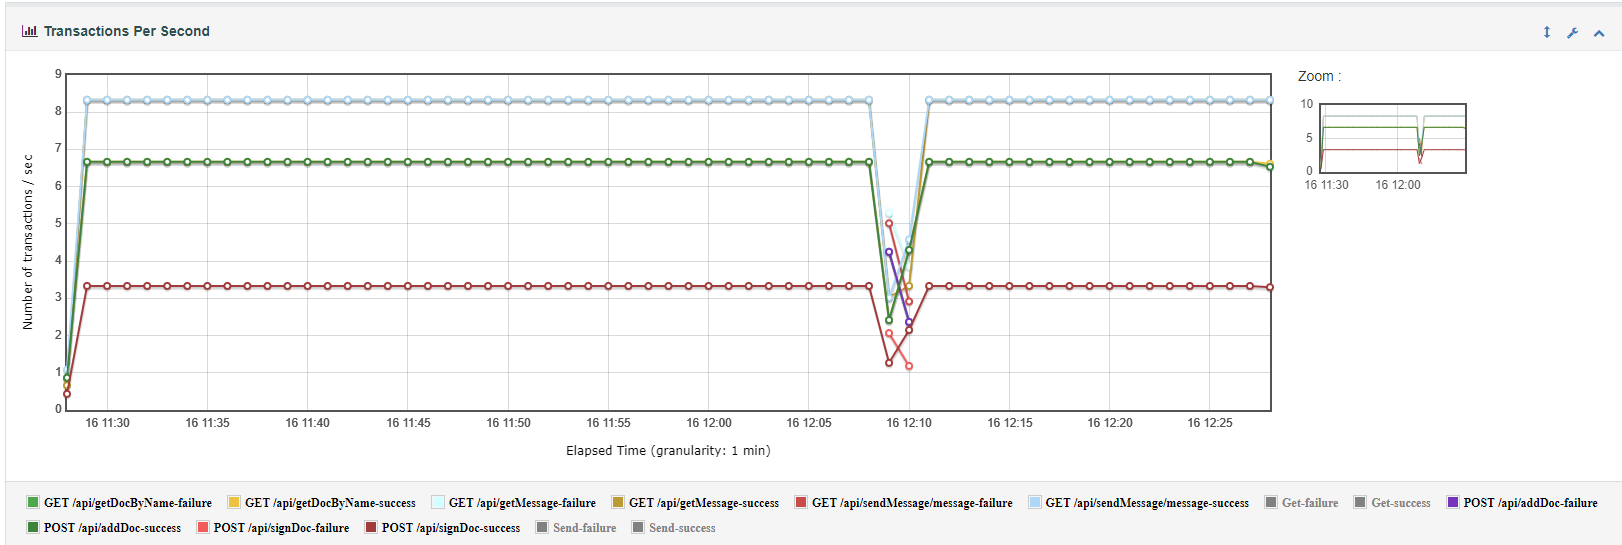 Transactions Per Second
Zoom :
9
8
7
6
5
4
3
2
1
0
Number of transactions / sec
16 11:30 16 11:35 16 11:40 16 11:45 16 11:50 16 11:55 16 12:00 16 12:05 16 12:10 16 12:15 16 12:20 16 12:25
Elapsed Time (granularity: 1 min)
10
5
0
16 11:30 16 12:00
GET /api/getDocByName-failure GET /api/getDocByName-success GET /api/getMessage-failure GET /api/getMessage-success GET /api/sendMessage/message-failure GET /api/sendMessage/message-success Get-failure Get-success POST /api/addDoc-failure
POST /api/addDoc-success POST /api/signDoc-failure POST /api/signDoc-success Send-failure Send-success